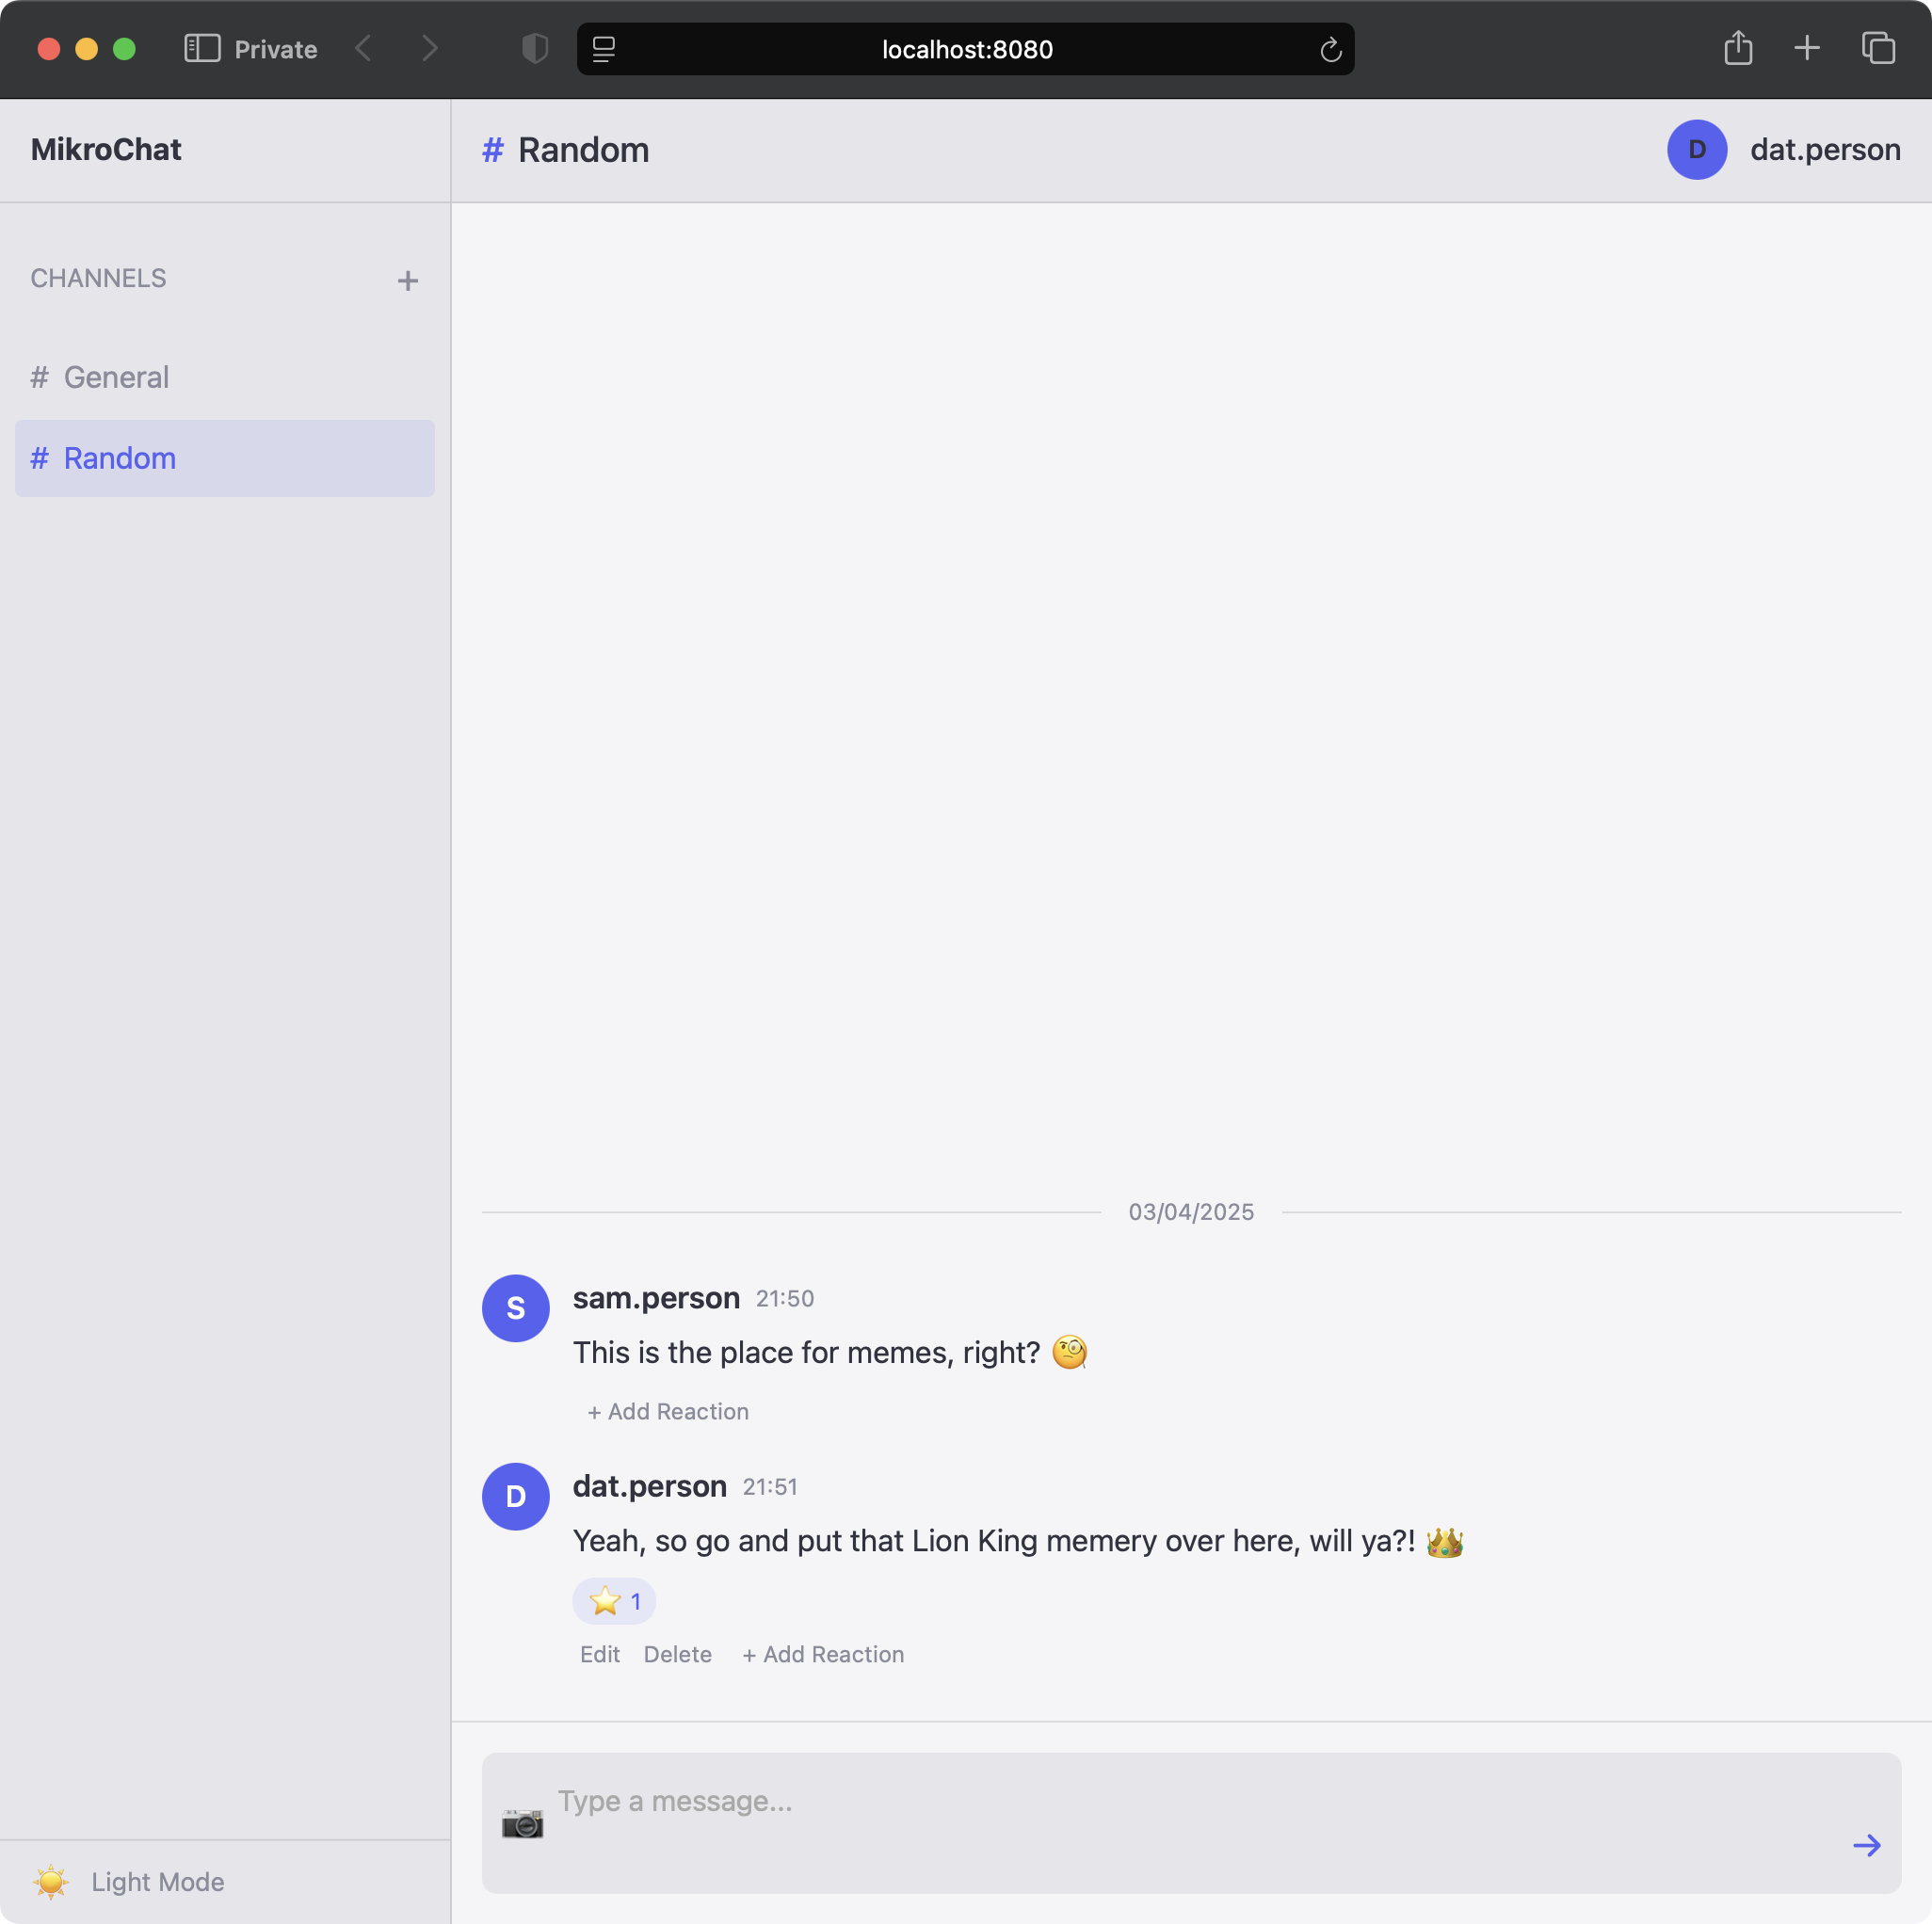 Private
localhost:8080
MikroChat
# Random
D
dat.person
CHANNELS
+
# General
# Random
03/04/2025
S
sam.person 21:50
This is the place for memes, right? 🧐
+ Add Reaction
D
dat.person 21:51
Yeah, so go and put that Lion King memery over here, will ya?! 👑
⭐ 1
Edit Delete + Add Reaction
Type a message...
Light Mode